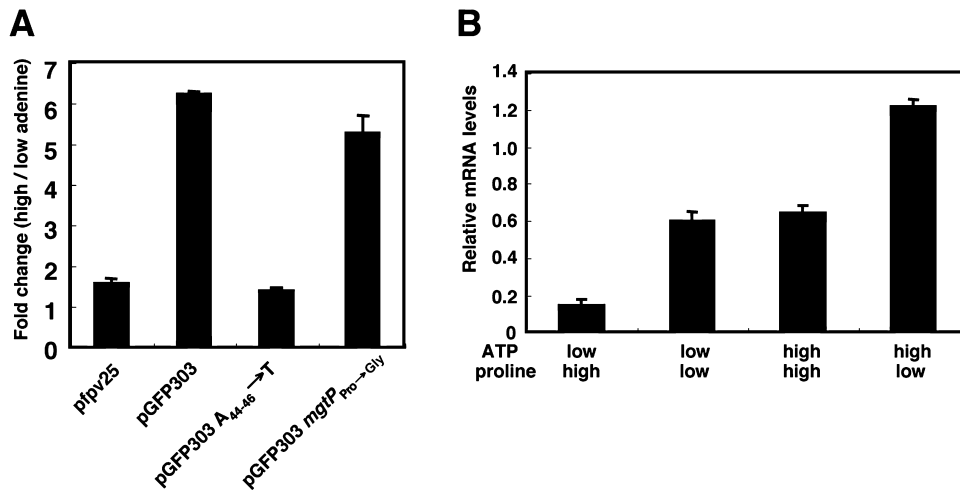 A
Fold change (high / low adenine)
7
6
5
4
3
2
1
0
pfpv25
pGFP303
pGFP303 A44-46→T
pGFP303 mgtP Pro→Gly
B
Relative mRNA levels
1.4
1.2
1.0
0.8
0.6
0.4
0.2
0
ATP low low high high
proline high low high low